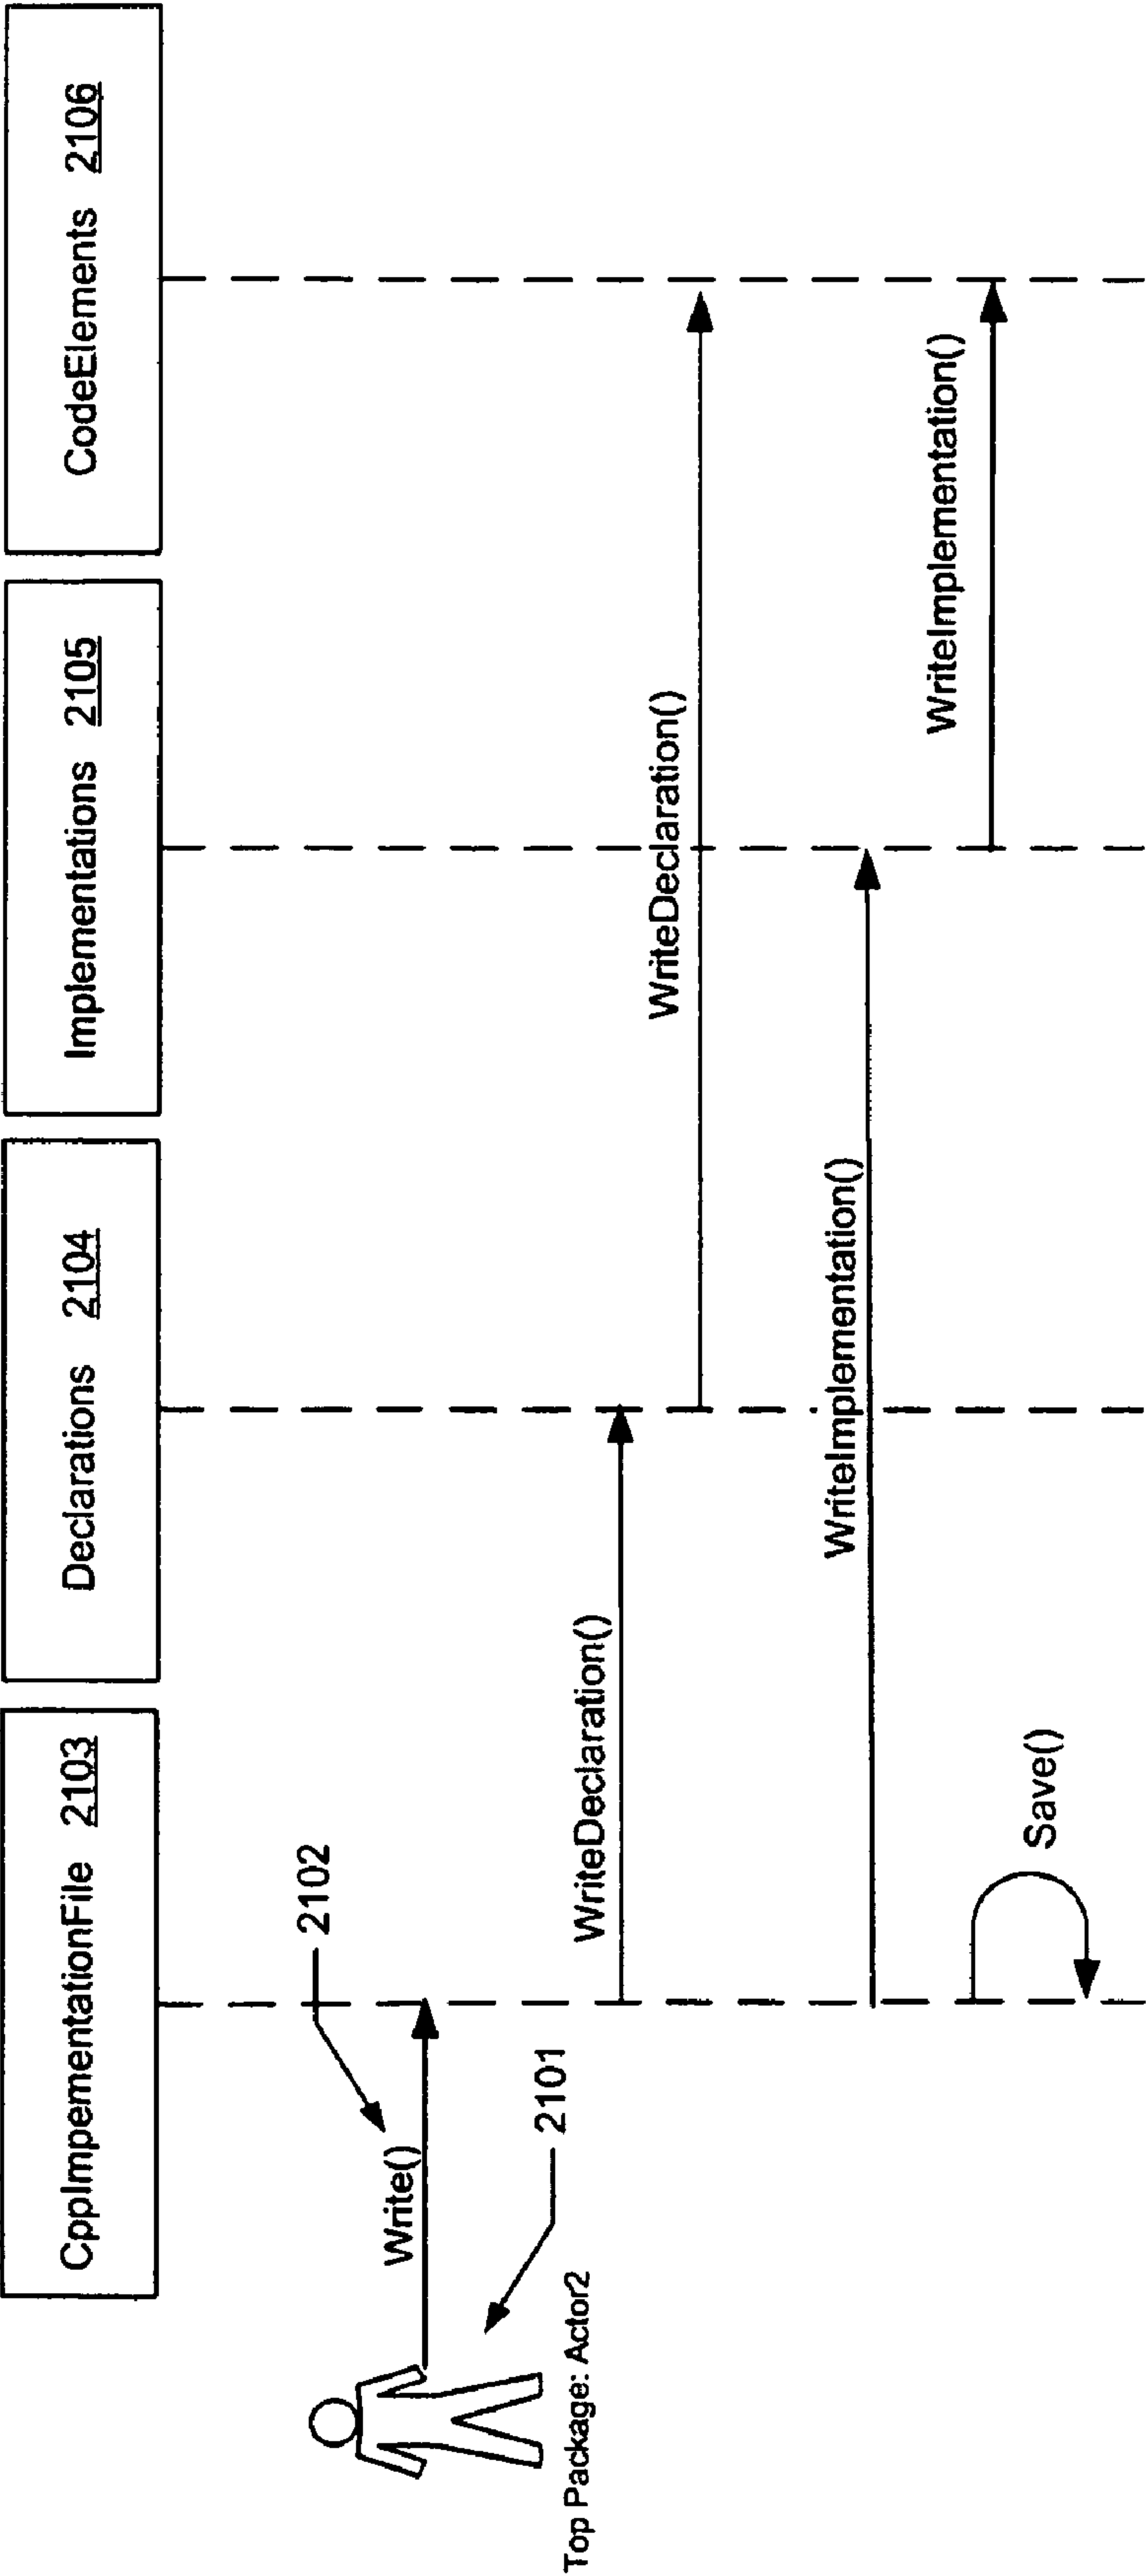 CppImpementationFile 2103
Declarations 2104
Implementations 2105
CodeElements 2106
2102
Write()
2101
Top Package: Actor2
WriteDeclaration()
WriteDeclaration()
WriteImplementation()
WriteImplementation()
Save()